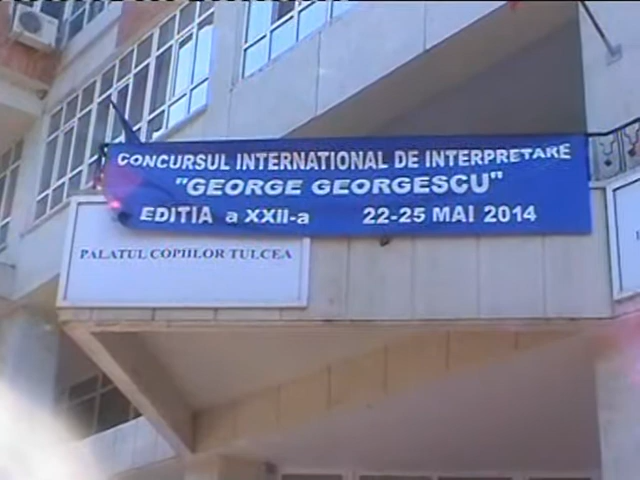 CONCURSUL INTERNATIONAL DE INTERPRETARE
"GEORGE GEORGESCU"
EDITIA a XXII-a 22-25 MAI 2014
PALATUL COPIILOR TULCEA